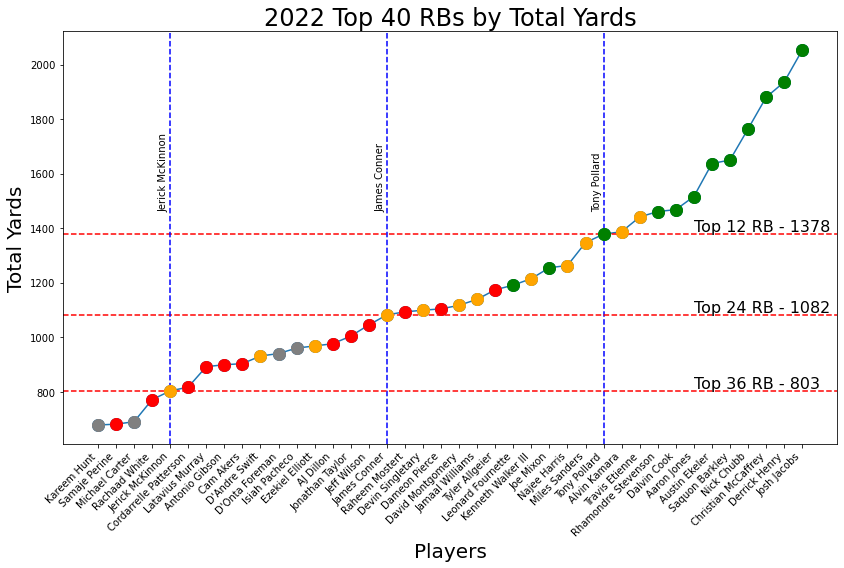 2022 Top 40 RBs by Total Yards
Total Yards
2000
1800
1600
1400
1200
1000
800
Jerick McKinnon
James Conner
Tony Pollard
Top 12 RB - 1378
Top 24 RB - 1082
Top 36 RB - 803
Kareem Hunt
Samaje Perine
Michael Carter
Rachaad White
Jerick McKinnon
Cordarrelle Patterson
Latavius Murray
Antonio Gibson
Cam Akers
D'Andre Swift
D'Onta Foreman
Isiah Pacheco
Ezekiel Elliott
AJ Dillon
Jonathan Taylor
Jeff Wilson
James Conner
Raheem Mostert
Devin Singletary
Dameon Pierce
David Montgomery
Jamaal Williams
Tyler Allgeier
Leonard Fournette
Kenneth Walker III
Joe Mixon
Najee Harris
Miles Sanders
Tony Pollard
Alvin Kamara
Travis Etienne
Rhamondre Stevenson
Dalvin Cook
Aaron Jones
Austin Ekeler
Saquon Barkley
Nick Chubb
Christian McCaffrey
Derrick Henry
Josh Jacobs
Players